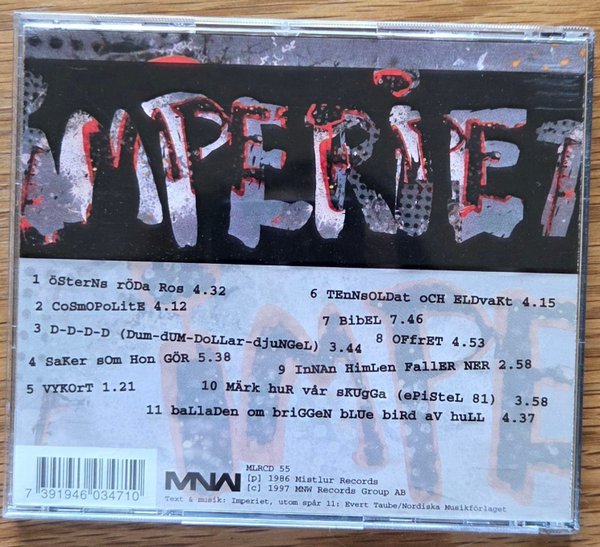 IMPERIET
1 öSterNs rÖDa Ros 4.32
2 CoSmOPoLitE 4.12
3 D-D-D-D (Dum-dUM-DoLLar-djuNGeL) 3.44
4 SaKer sOm Hon GÖR 5.38
5 VYKOrT 1.21
6 TEnNsOLDat oCH ELDvaKt 4.15
7 BibEL 7.46
8 OFfrET 4.53
9 InNAn HimLen FallER NER 2.58
10 MÄrk huR vår sKUgGa (ePiSteL 81) 3.58
11 baLlaDen om briGGeN bLUe biRd aV huLL 4.37
7 391946 034710
MNW
MLRCD 55
[p] 1986 Mistlur Records
[c] 1997 MNW Records Group AB
Text & musik: Imperiet, utom spår 11: Evert Taube/Nordiska Musikförlaget